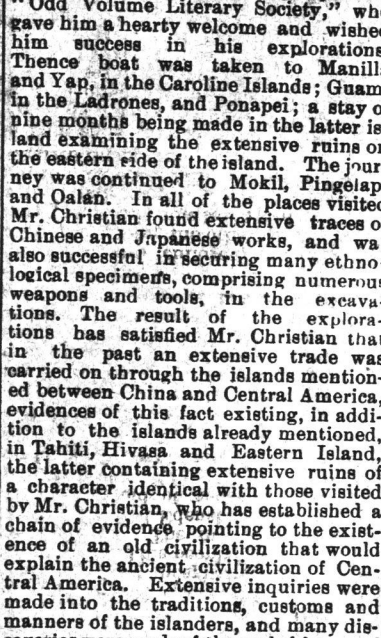 "Odd Volume Literary Society," wh
gave him a hearty welcome and wishe
him success in his explorations
Thence boat was taken to Manill
and Yap, in the Caroline Islands; Guam
in the Ladrones, and Ponapei; a stay o
nine months being made in the latter is
land examining the extensive ruins on
the eastern side of the island. The jour
ney was continued to Mokil, Pingelap
and Oalan. In all of the places visited
Mr. Christian found extensive traces o
Chinese and Japanese works, and wa
also successful in securing many ethno
logical specimens, comprising numerous
weapons and tools, in the excava-
tions. The result of the explora-
tions has satisfied Mr. Christian that
in the past an extensive trade was
carried on through the islands mention-
ed between China and Central America,
evidences of this fact existing, in addi-
tion to the islands already mentioned,
in Tahiti, Hivasa and Eastern Island,
the latter containing extensive ruins of
a character identical with those visited
by Mr. Christian, who has established a
chain of evidence pointing to the exist-
ence of an old civilization that would
explain the ancient civilization of Cen-
tral America. Extensive inquiries were
made into the traditions, customs and
manners of the islanders, and many dis-